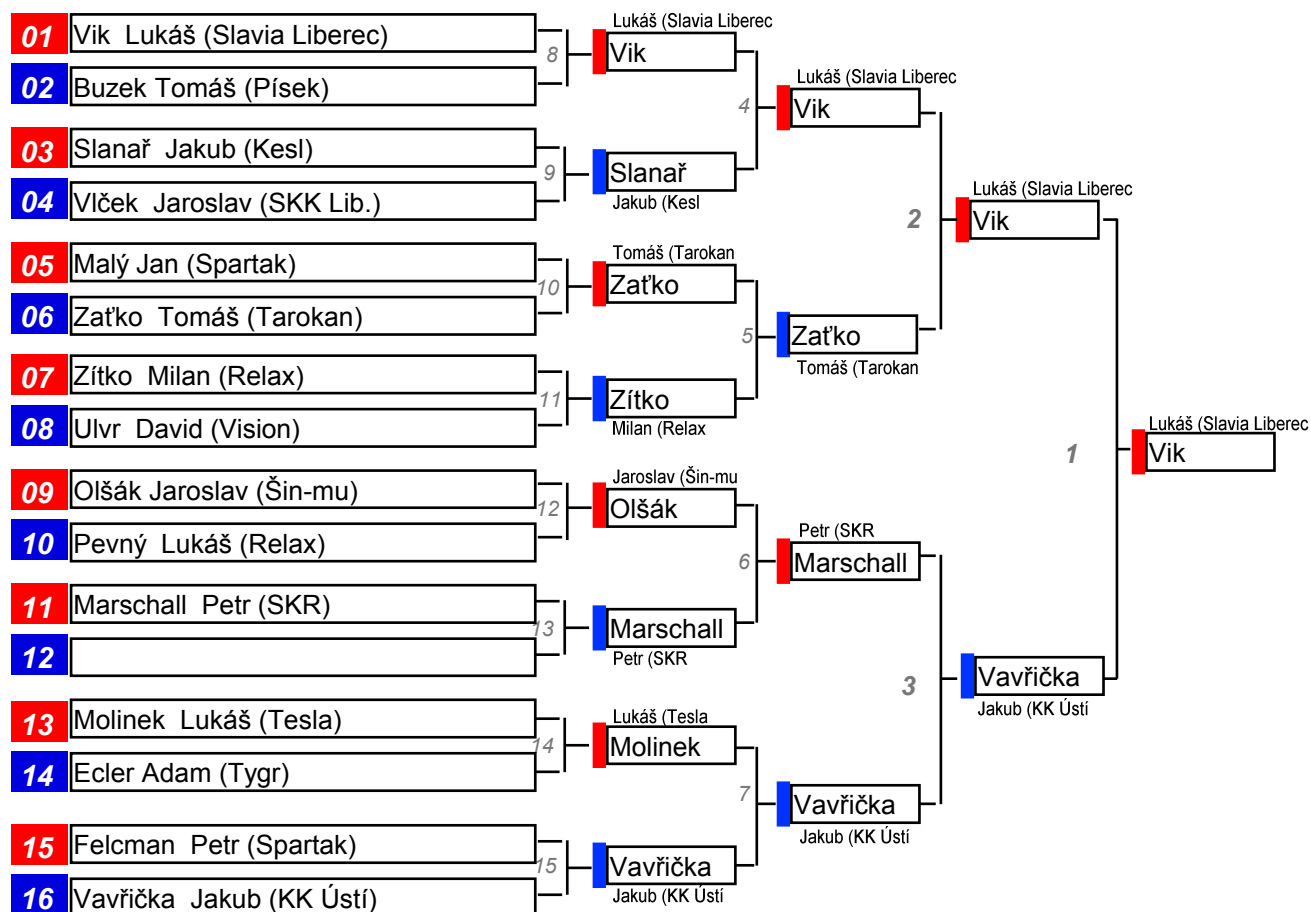 01 Vik Lukáš (Slavia Liberec)
02 Buzek Tomáš (Písek)
03 Slanař Jakub (Kesl)
04 Vlček Jaroslav (SKK Lib.)
05 Malý Jan (Spartak)
06 Zaťko Tomáš (Tarokan)
07 Zítko Milan (Relax)
08 Ulvr David (Vision)
09 Olšák Jaroslav (Šin-mu)
10 Pevný Lukáš (Relax)
11 Marschall Petr (SKR)
12
13 Molinek Lukáš (Tesla)
14 Ecler Adam (Tygr)
15 Felcman Petr (Spartak)
16 Vavřička Jakub (KK Ústí)
8
9
10
11
12
13
14
15
Lukáš (Slavia Liberec
Vik
Slanař
Jakub (Kesl
Tomáš (Tarokan
Zaťko
Zítko
Milan (Relax
Jaroslav (Šin-mu
Olšák
Marschall
Petr (SKR
Lukáš (Tesla
Molinek
Vavřička
Jakub (KK Ústí
4
5
6
7
Lukáš (Slavia Liberec
Vik
Zaťko
Tomáš (Tarokan
Petr (SKR
Marschall
Vavřička
Jakub (KK Ústí
2
3
Lukáš (Slavia Liberec
Vik
Vavřička
Jakub (KK Ústí
1
Lukáš (Slavia Liberec
Vik